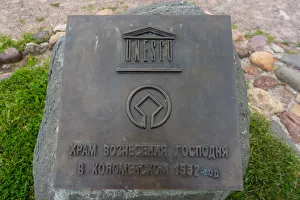 UNESCO
ХРАМ ВОЗНЕСЕНИЯ ГОСПОДНЯ
В КОЛОМЕНСКОМ 1532 год